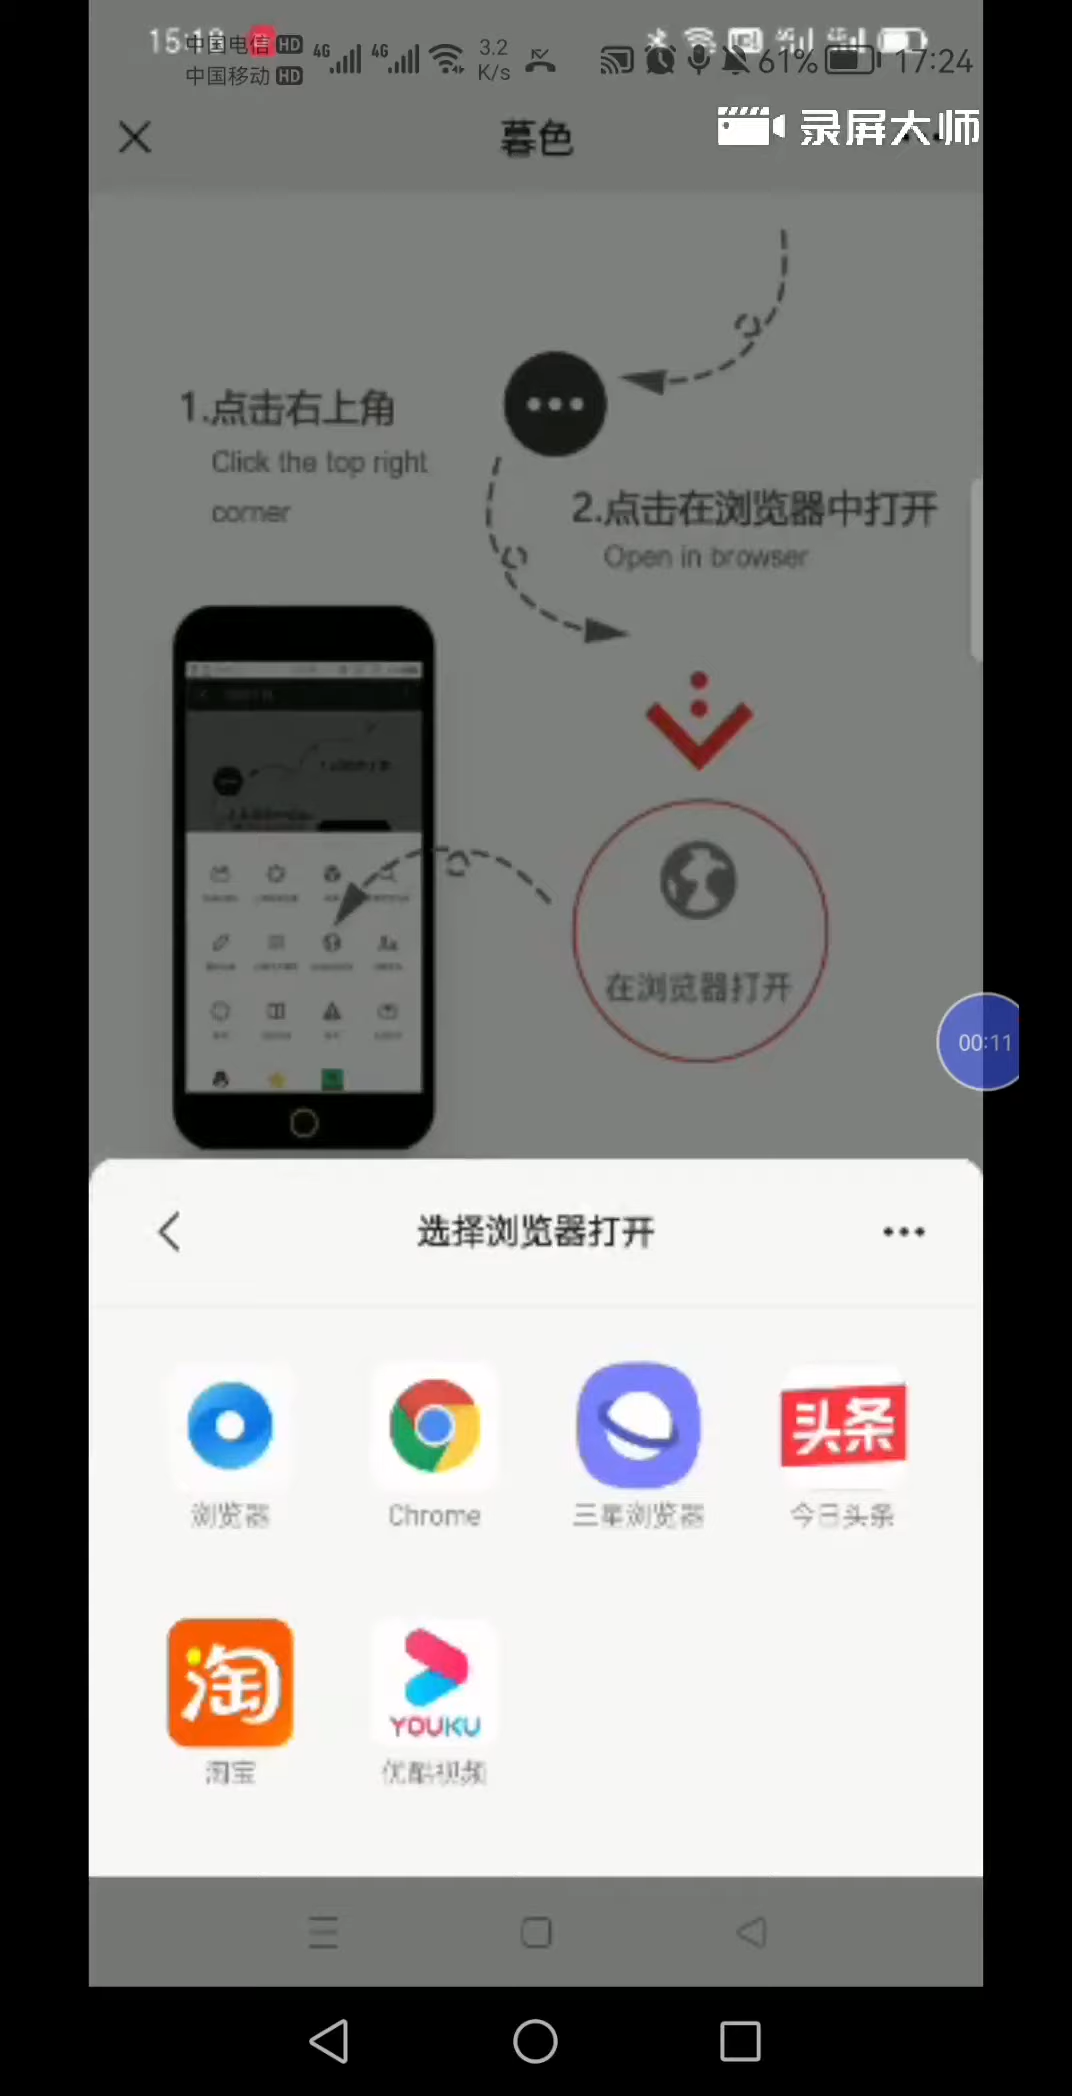 中国电信 HD 4G 4G 3.2 61% 17:24
中国移动 HD K/s
暮色
录屏大师
1.点击右上角
Click the top right
corner
2.点击在浏览器中打开
Open in browser
在浏览器打开
00:11
选择浏览器打开
浏览器
Chrome
三星浏览器
头条
今日头条
淘
淘宝
YOUKU
优酷视频